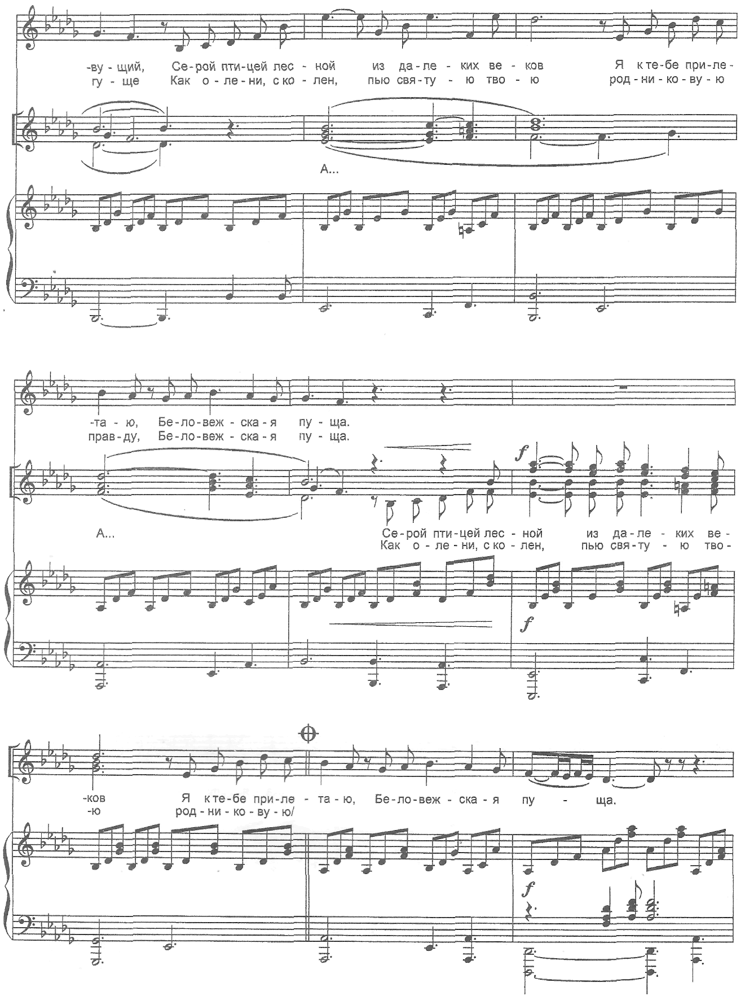 -ву - щий, Се-рой пти-цей лес - ной из да-ле - ких ве - ков Я к те-бе при-ле-
гу - ще Как о-ле-ни, с ко - лен, пью свя-ту - ю тво - ю род-ни-ко-ву-ю
А...
-та - ю, Бе-ло-веж - ска-я пу - ща.
прав-ду, Бе-ло-веж - ска-я пу - ща.
f
А... Се-рой пти-цей лес - ной из да-ле - ких ве-
Как о - ле-ни, с ко - лен, пью свя-ту - ю тво-
f
-ков Я к те-бе при-ле - та-ю, Бе-ло-веж - ска-я пу - ща.
-ю род-ни-ко-ву-ю/
f